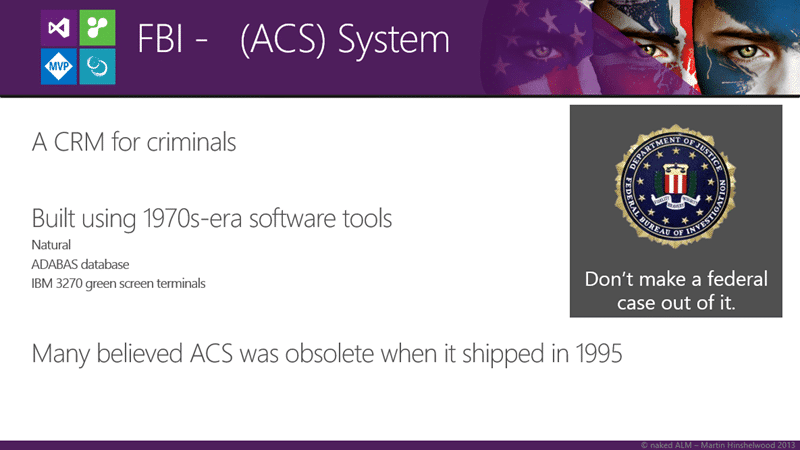 FBI - (ACS) System
MVP
A CRM for criminals
Built using 1970s-era software tools
Natural
ADABAS database
IBM 3270 green screen terminals
Many believed ACS was obsolete when it shipped in 1995
DEPARTMENT OF JUSTICE
FEDERAL BUREAU OF INVESTIGATION
Don't make a federal
case out of it.
© naked ALM – Martin Hinshelwood 2013